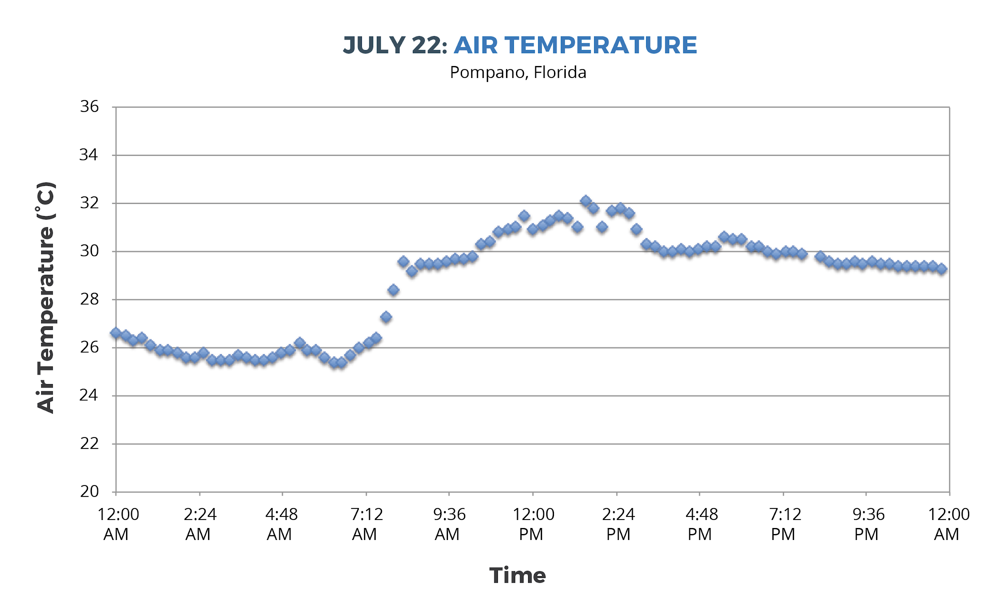 JULY 22: AIR TEMPERATURE
Pompano, Florida
Air Temperature (˚C)
36
34
32
30
28
26
24
22
20
12:00 AM
2:24 AM
4:48 AM
7:12 AM
9:36 AM
12:00 PM
2:24 PM
4:48 PM
7:12 PM
9:36 PM
12:00 AM
Time